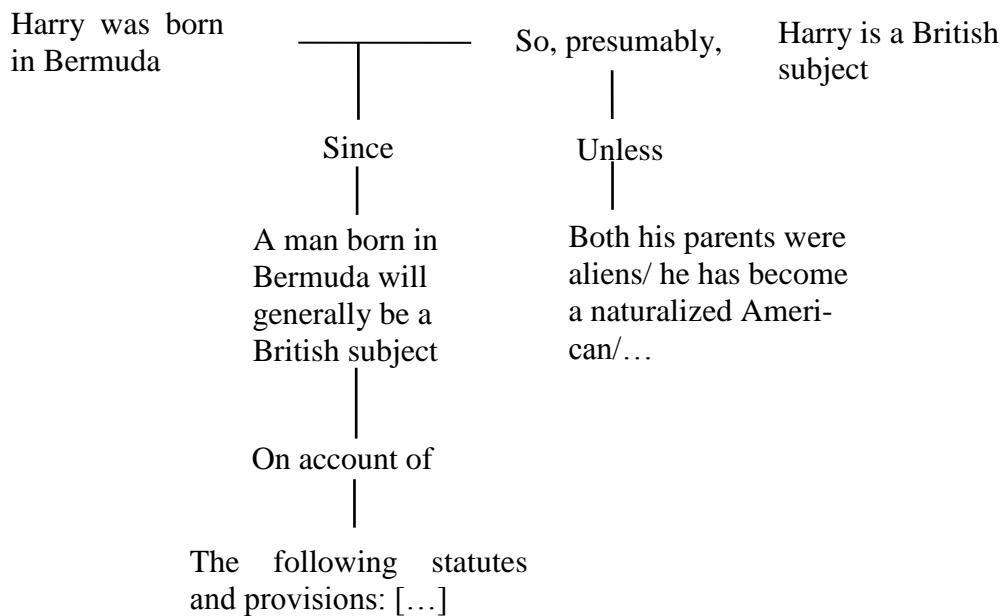 Harry was born
in Bermuda
So, presumably,
Harry is a British
subject
Since
Unless
A man born in
Bermuda will
generally be a
British subject
Both his parents were
aliens/ he has become
a naturalized Ameri-
can/…
On account of
The following statutes
and provisions: […]